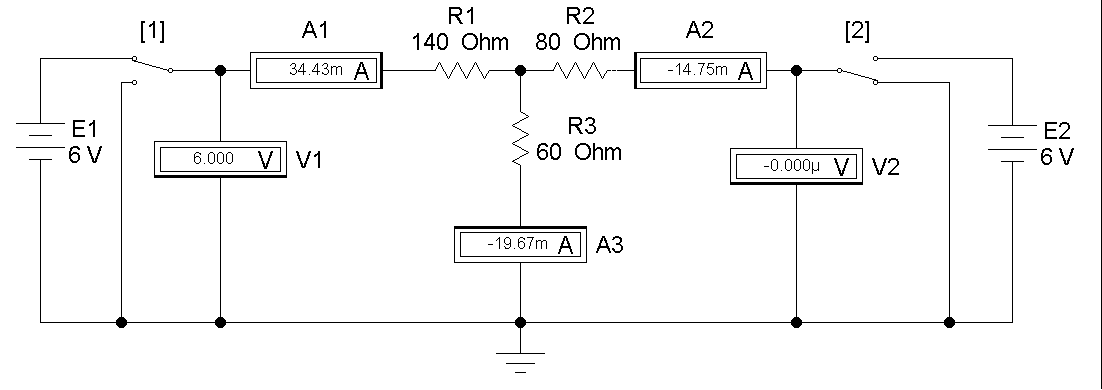 [1]
A1
R1
140 Ohm
R2
80 Ohm
A2
[2]
34.43m A
-14.75m A
E1
6 V
6.000 V
V1
R3
60 Ohm
-0.000µ V
V2
E2
6 V
-19.67m A
A3